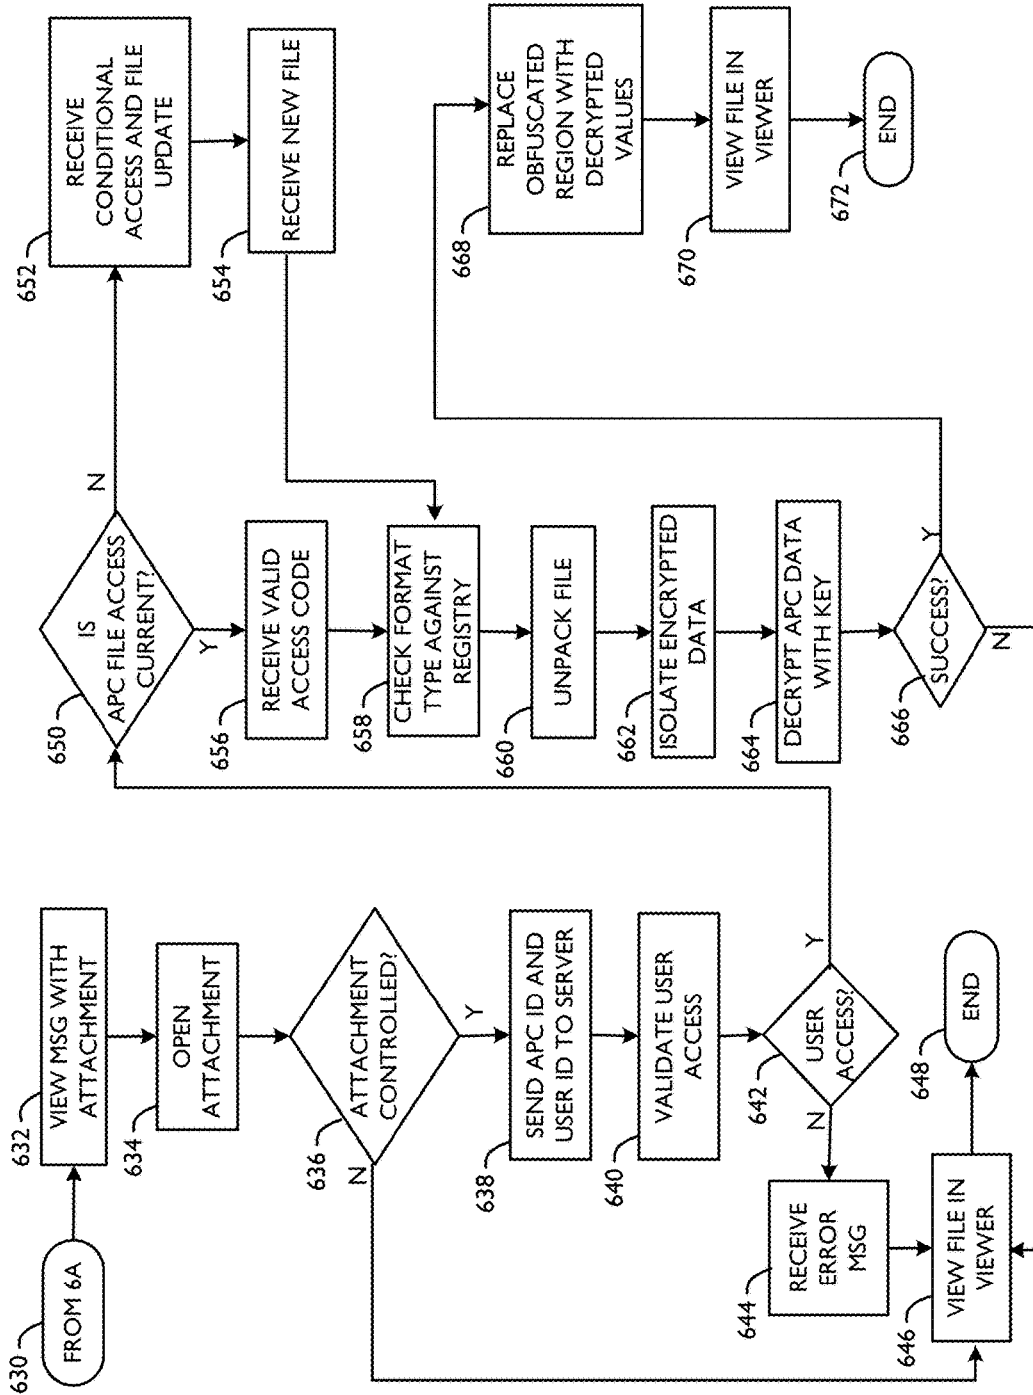 630
FROM 6A
632
VIEW MSG WITH
ATTACHMENT
634
OPEN
ATTACHMENT
636
ATTACHMENT
CONTROLLED?
N
Y
638
SEND APC ID AND
USER ID TO SERVER
640
VALIDATE USER
ACCESS
642
USER
ACCESS?
N
Y
644
RECEIVE
ERROR
MSG
646
VIEW FILE IN
VIEWER
648
END
650
IS
APC FILE ACCESS
CURRENT?
N
Y
652
RECEIVE
CONDITIONAL
ACCESS AND FILE
UPDATE
654
RECEIVE NEW FILE
656
RECEIVE VALID
ACCESS CODE
658
CHECK FORMAT
TYPE AGAINST
REGISTRY
660
UNPACK FILE
662
ISOLATE ENCRYPTED
DATA
664
DECRYPT APC DATA
WITH KEY
666
SUCCESS?
Y
N
668
REPLACE
OBFUSCATED
REGION WITH
DECRYPTED
VALUES
670
VIEW FILE IN
VIEWER
672
END